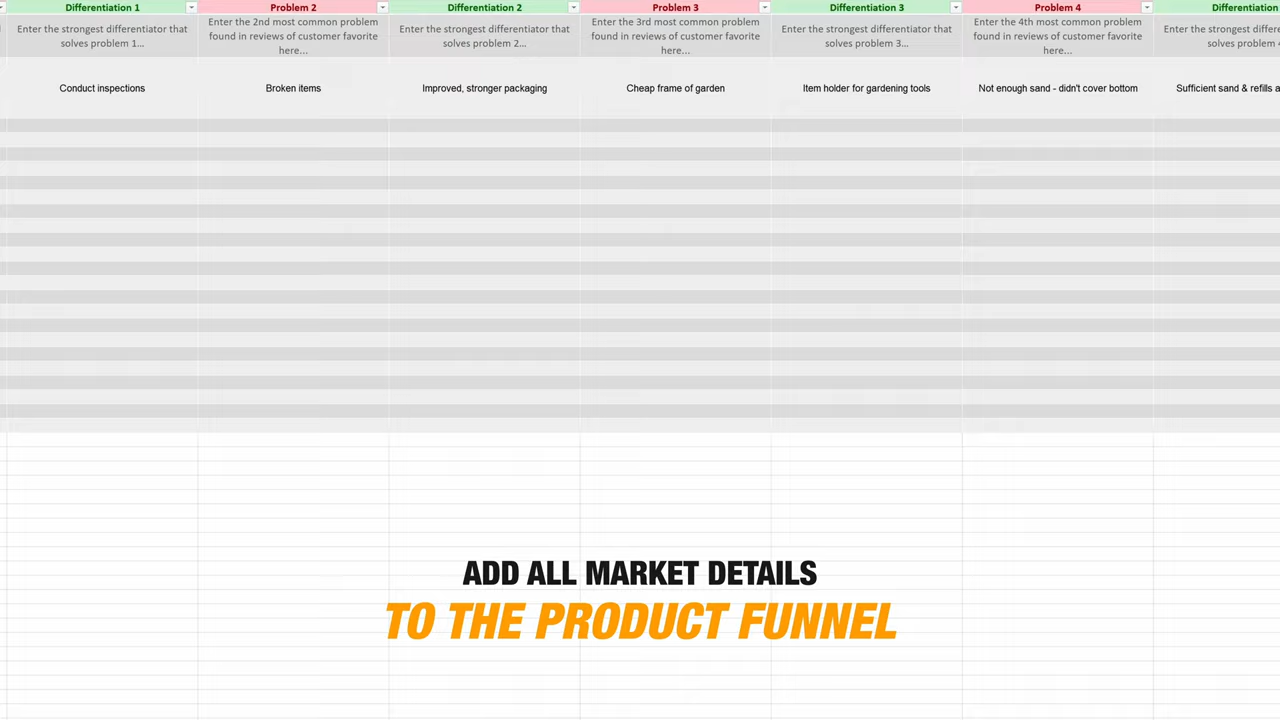 Differentiation 1
Problem 2
Differentiation 2
Problem 3
Differentiation 3
Problem 4
Differentiation
Enter the strongest differentiator that
solves problem 1...
Enter the 2nd most common problem
found in reviews of customer favorite
here...
Enter the strongest differentiator that
solves problem 2...
Enter the 3rd most common problem
found in reviews of customer favorite
here...
Enter the strongest differentiator that
solves problem 3...
Enter the 4th most common problem
found in reviews of customer favorite
here...
Enter the strongest
solves problem
Conduct inspections
Broken items
Improved, stronger packaging
Cheap frame of garden
Item holder for gardening tools
Not enough sand - didn't cover bottom
Sufficient sand & refills
ADD ALL MARKET DETAILS
TO THE PRODUCT FUNNEL